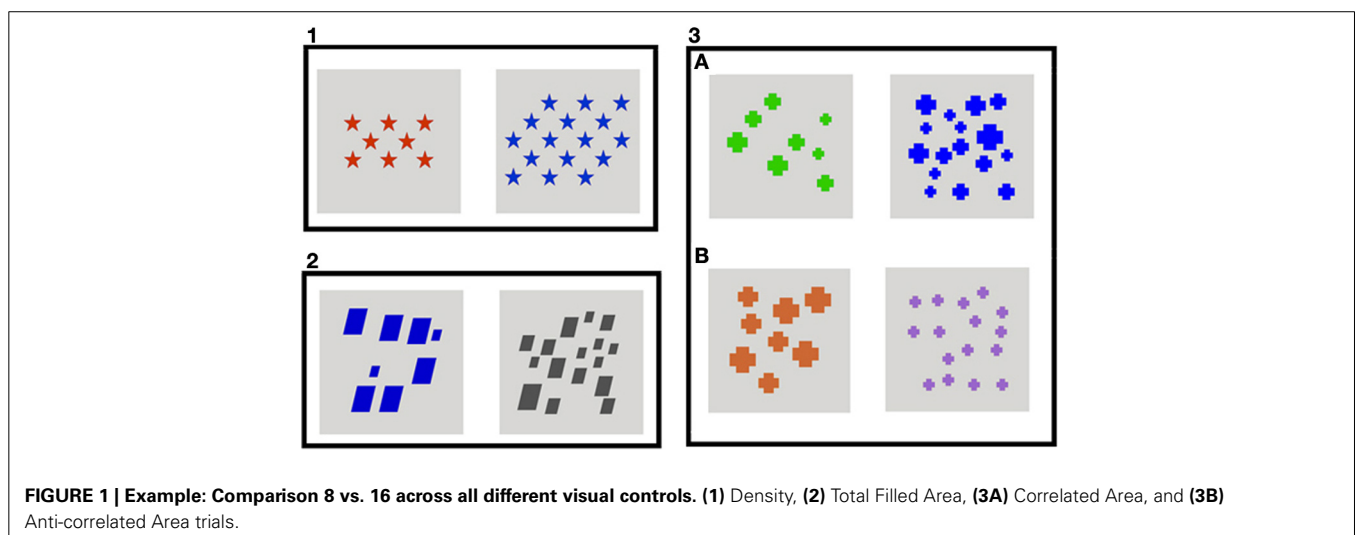 1
3
A
2
B
FIGURE 1 | Example: Comparison 8 vs. 16 across all different visual controls. (1) Density, (2) Total Filled Area, (3A) Correlated Area, and (3B)
Anti-correlated Area trials.